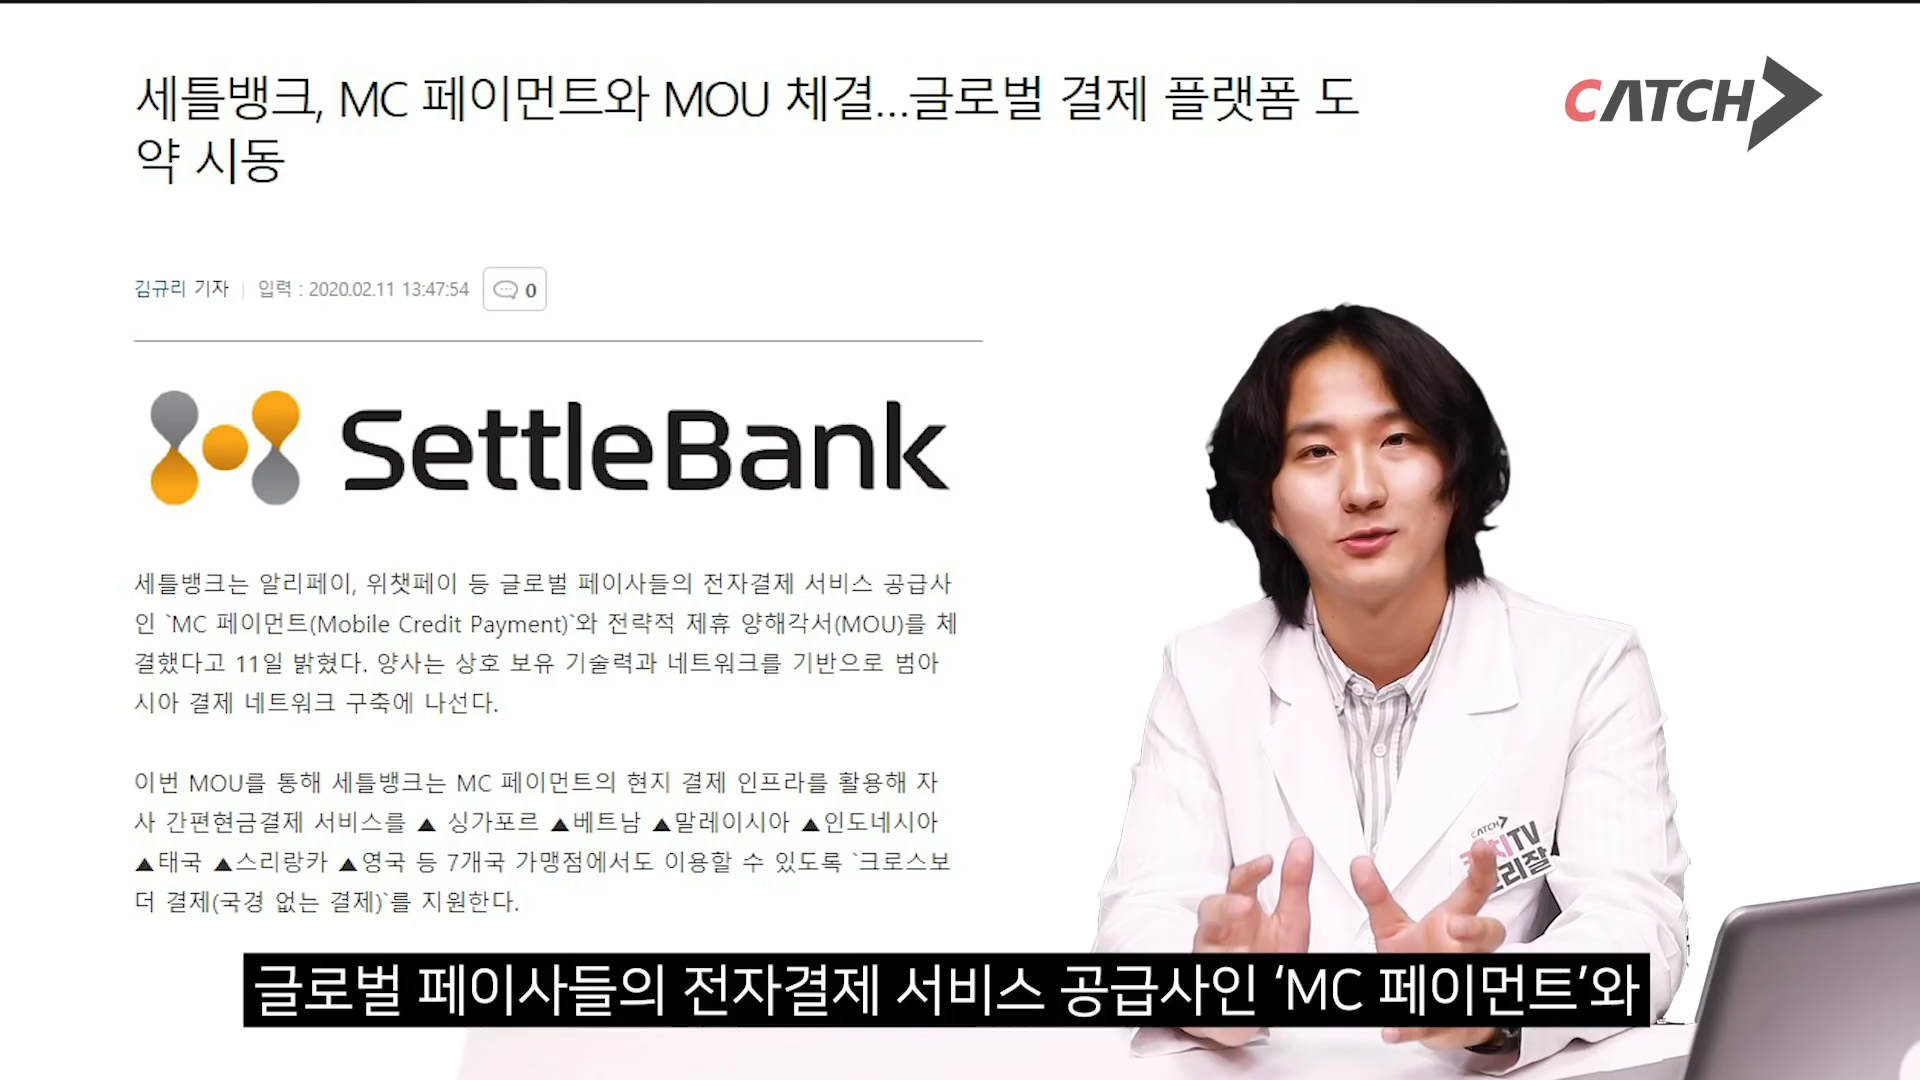 세틀뱅크, MC 페이먼트와 MOU 체결...글로벌 결제 플랫폼 도
약 시동
CATCH
김규리 기자 | 입력 : 2020.02.11 13:47:54 0
SettleBank
세틀뱅크는 알리페이, 위챗페이 등 글로벌 페이사들의 전자결제 서비스 공급사
인 `MC 페이먼트(Mobile Credit Payment)`와 전략적 제휴 양해각서(MOU)를 체
결했다고 11일 밝혔다. 양사는 상호 보유 기술력과 네트워크를 기반으로 범아
시아 결제 네트워크 구축에 나선다.
이번 MOU를 통해 세틀뱅크는 MC 페이먼트의 현지 결제 인프라를 활용해 자
사 간편현금결제 서비스를 ▲ 싱가포르 ▲베트남 ▲말레이시아 ▲인도네시아
▲태국 ▲스리랑카 ▲영국 등 7개국 가맹점에서도 이용할 수 있도록 `크로스보
더 결제(국경 없는 결제)`를 지원한다.
CATCH
TV
글로벌 페이사들의 전자결제 서비스 공급사인 ‘MC 페이먼트’와